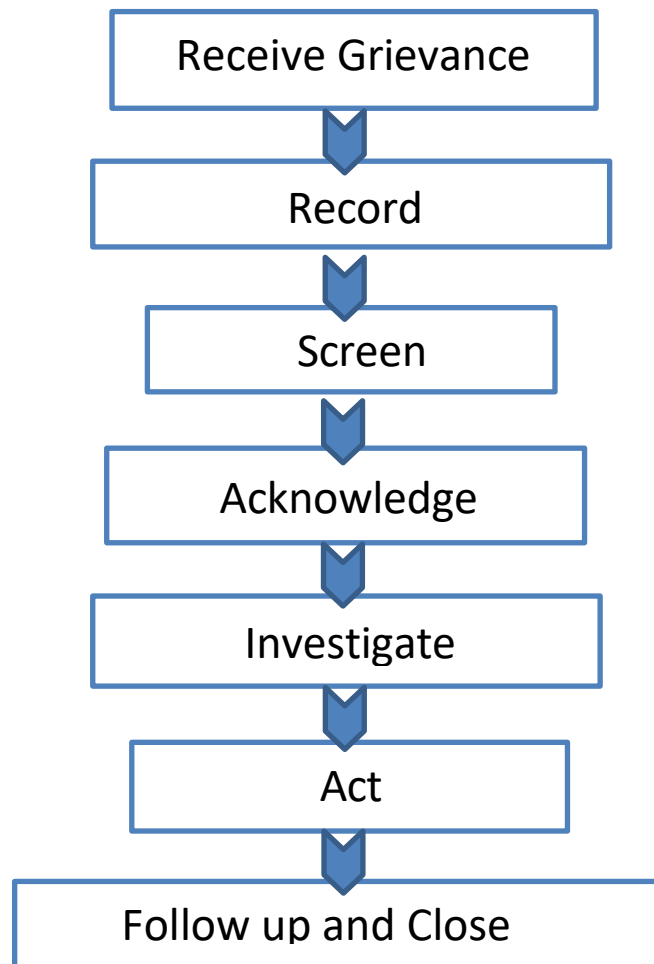 Receive Grievance
Record
Screen
Acknowledge
Investigate
Act
Follow up and Close